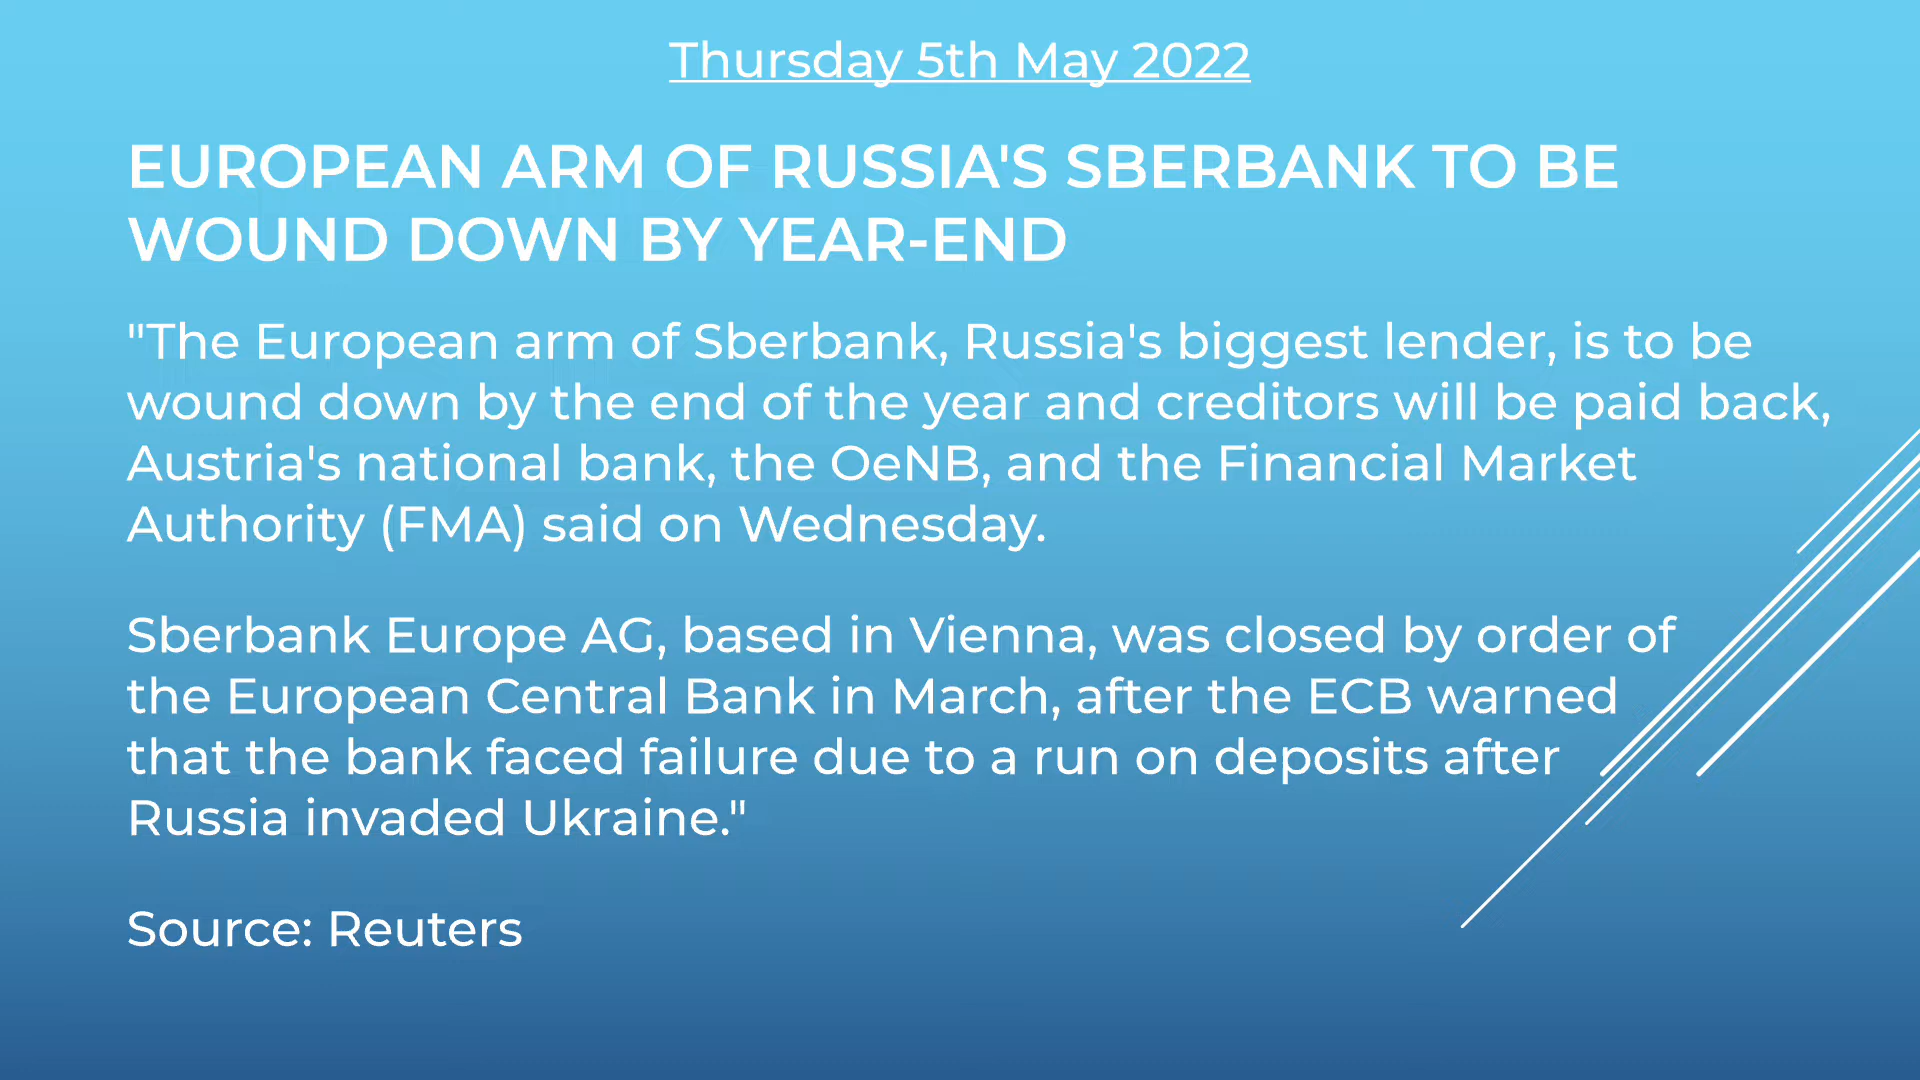 Thursday 5th May 2022
EUROPEAN ARM OF RUSSIA'S SBERBANK TO BE
WOUND DOWN BY YEAR-END
"The European arm of Sberbank, Russia's biggest lender, is to be
wound down by the end of the year and creditors will be paid back,
Austria's national bank, the OeNB, and the Financial Market
Authority (FMA) said on Wednesday.
Sberbank Europe AG, based in Vienna, was closed by order of
the European Central Bank in March, after the ECB warned
that the bank faced failure due to a run on deposits after
Russia invaded Ukraine."
Source: Reuters